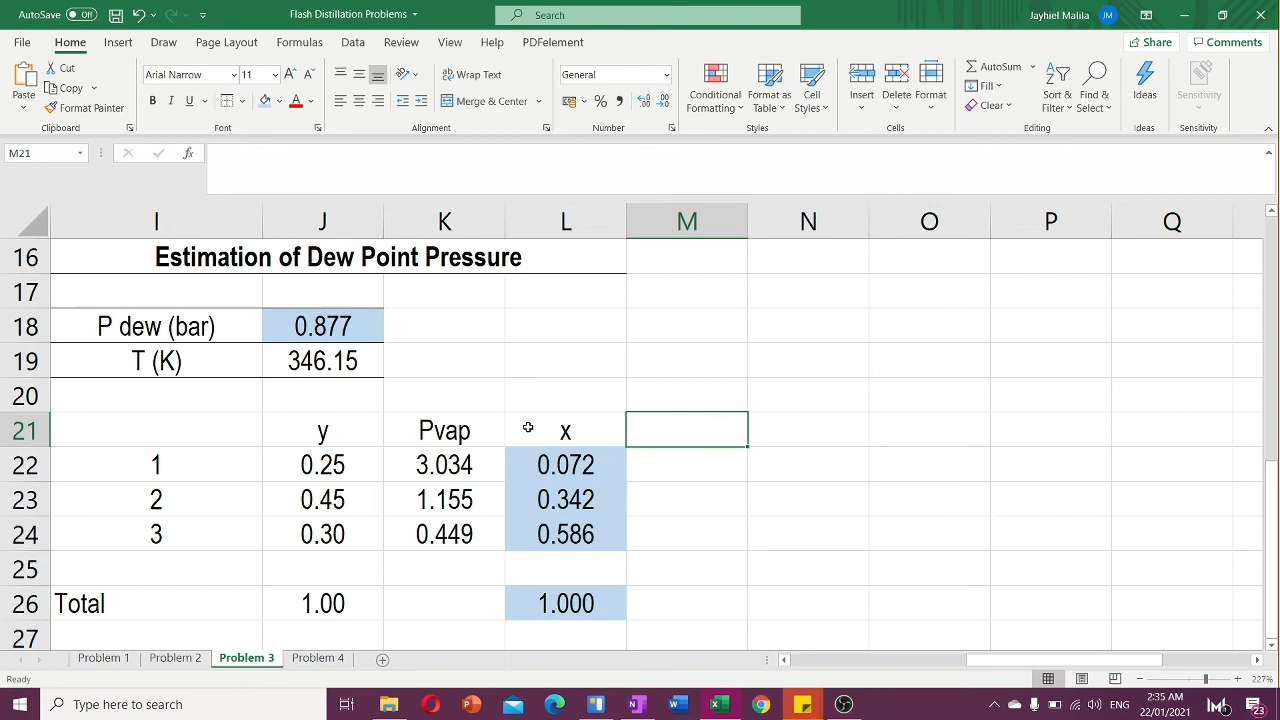 AutoSave Off Flash Distillation Problems Search Jayhiel Malila JM
File Home Insert Draw Page Layout Formulas Data Review View Help PDFelement Share Comments
Paste Cut Copy Format Painter Clipboard
Arial Narrow 11 A A B I U A Font
Wrap Text Merge & Center Alignment
General % Number
Conditional Formatting Format as Table Cell Styles Styles
Insert Delete Format Cells
AutoSum Fill Clear Sort & Filter Find & Select Editing
Ideas Ideas
Sensitivity Sensitivity
M21 fx
I J K L M N O P Q
16 Estimation of Dew Point Pressure
17
18 P dew (bar) 0.877
19 T (K) 346.15
20
21 y Pvap x
22 1 0.25 3.034 0.072
23 2 0.45 1.155 0.342
24 3 0.30 0.449 0.586
25
26 Total 1.00 1.000
27
Problem 1 Problem 2 Problem 3 Problem 4
Ready 227%
Type here to search ENG 2:35 AM
22/01/2021 23